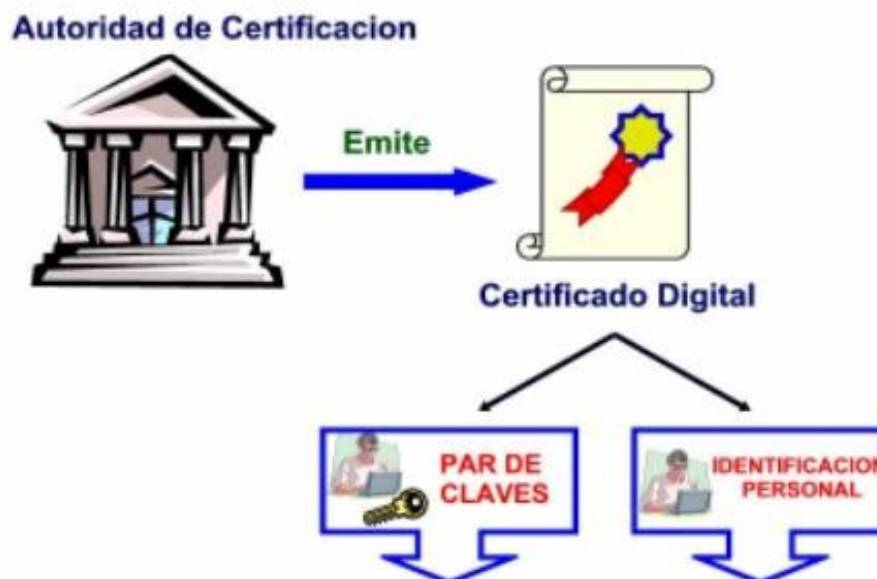 Autoridad de Certificacion
Emite
Certificado Digital
PAR DE
CLAVES
IDENTIFICACION
PERSONAL